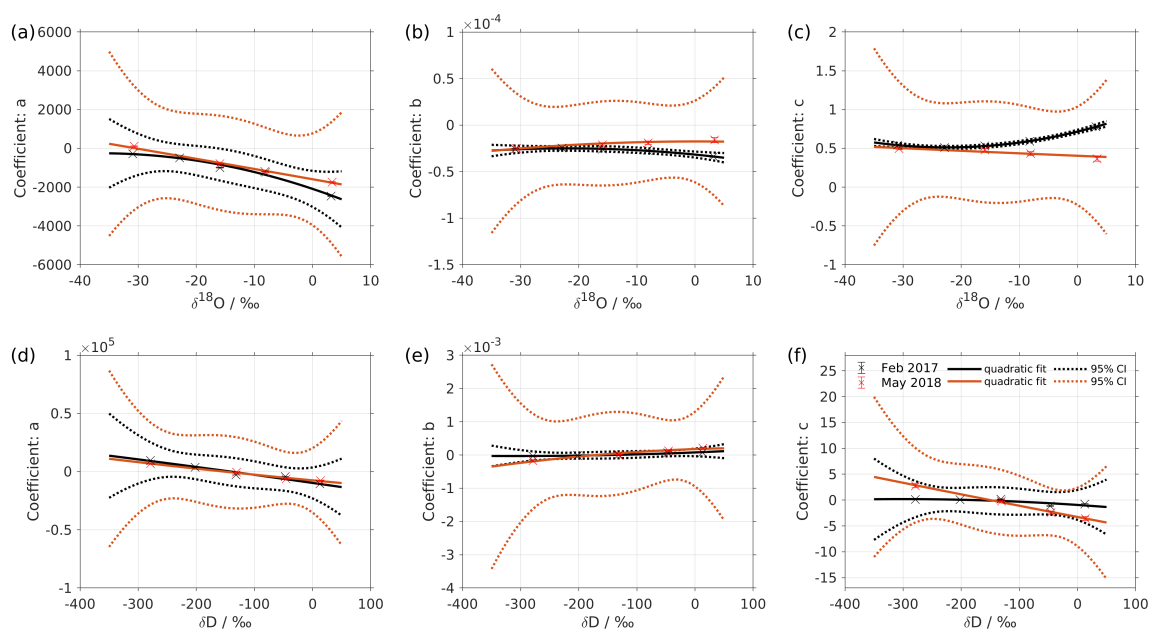 (a)
6000
4000
2000
0
-2000
-4000
-6000
Coefficient: a
-40 -30 -20 -10 0 10
δ¹⁸O / ‰
(b)
×10⁻⁴
1
0.5
0
-0.5
-1
-1.5
Coefficient: b
-40 -30 -20 -10 0 10
δ¹⁸O / ‰
(c)
2
1.5
1
0.5
0
-0.5
-1
Coefficient: c
-40 -30 -20 -10 0 10
δ¹⁸O / ‰
(d)
×10⁵
1
0.5
0
-0.5
-1
Coefficient: a
-400 -300 -200 -100 0 100
δD / ‰
(e)
×10⁻³
3
2
1
0
-1
-2
-3
-4
Coefficient: b
-400 -300 -200 -100 0 100
δD / ‰
(f)
25
20
15
10
5
0
-5
-10
-15
Coefficient: c
Feb 2017 quadratic fit 95% CI
May 2018 quadratic fit 95% CI
-400 -300 -200 -100 0 100
δD / ‰